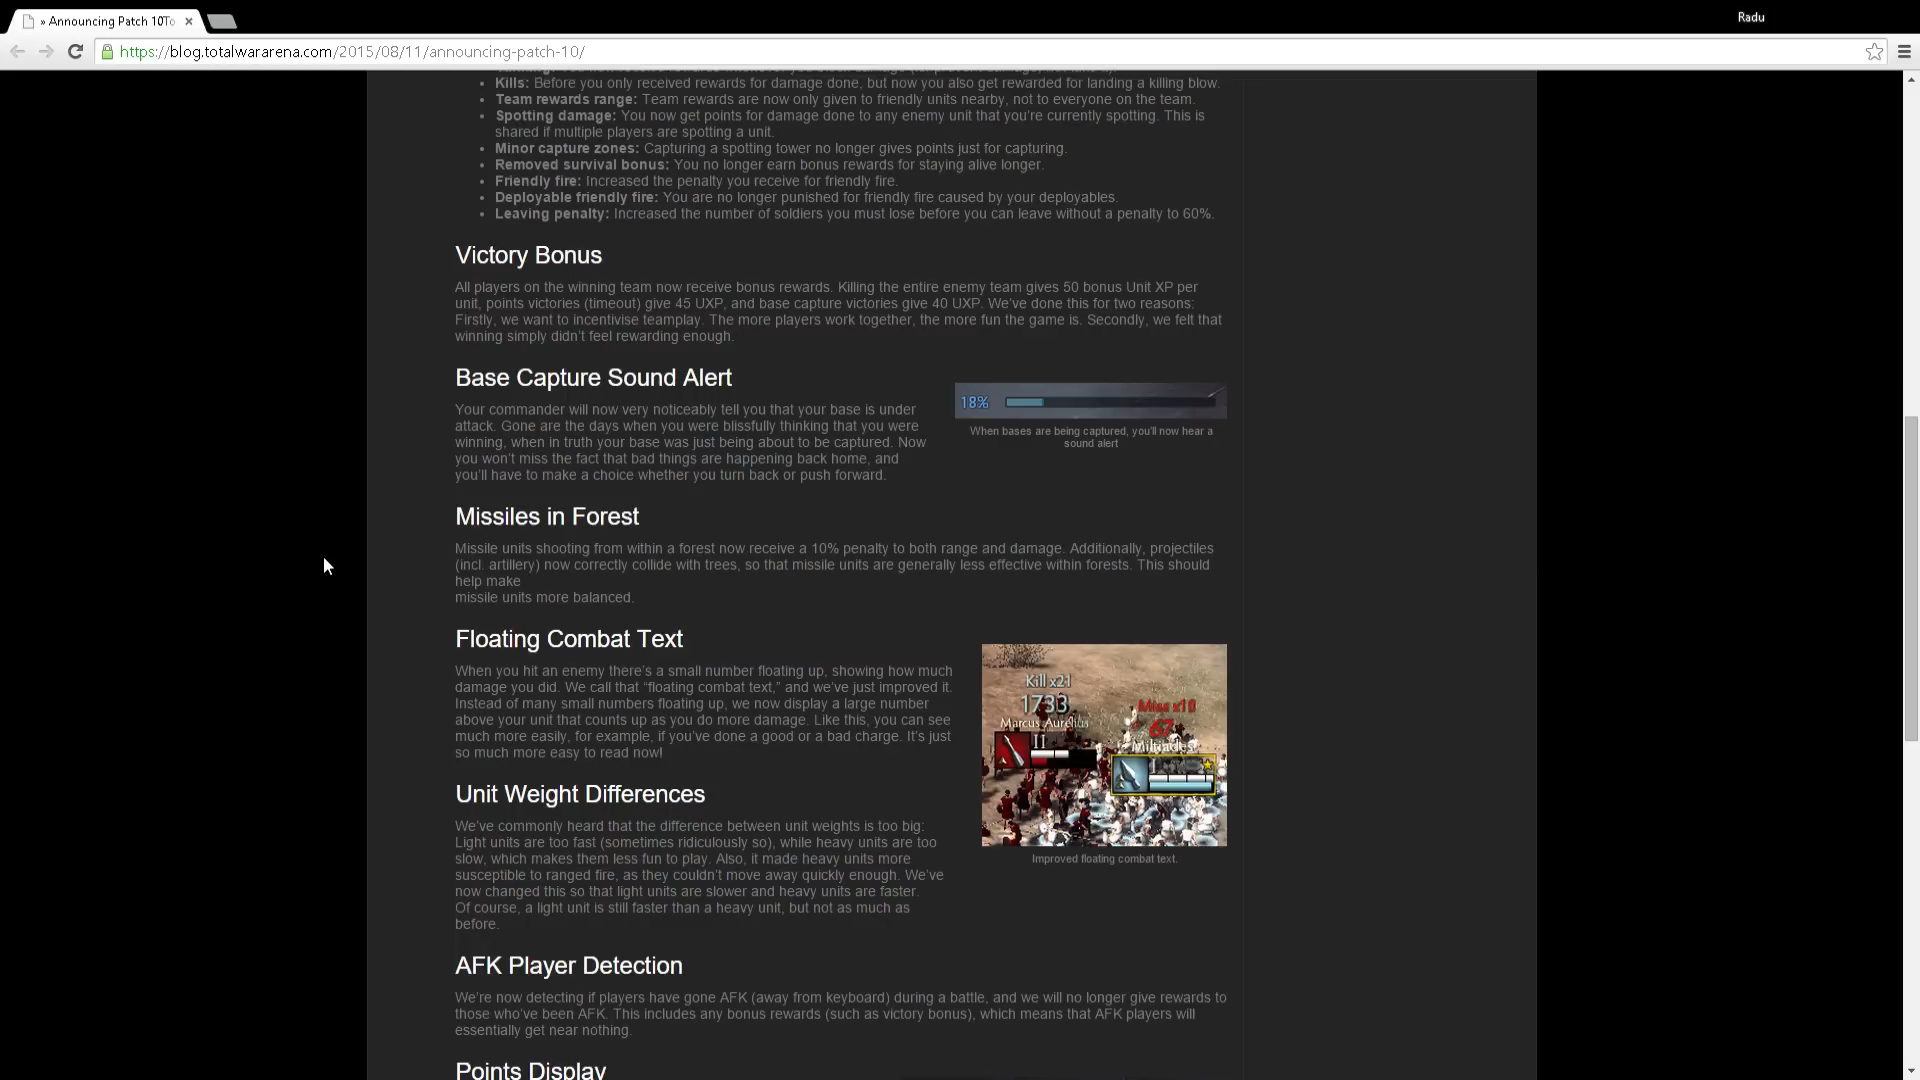 » Announcing Patch 10To
Radu
https://blog.totalwararena.com/2015/08/11/announcing-patch-10/
Kills: Before you only received rewards for damage done, but now you also get rewarded for landing a killing blow.
Team rewards range: Team rewards are now only given to friendly units nearby, not to everyone on the team.
Spotting damage: You now get points for damage done to any enemy unit that you're currently spotting. This is
shared if multiple players are spotting a unit.
Minor capture zones: Capturing a spotting tower no longer gives points just for capturing.
Removed survival bonus: You no longer earn bonus rewards for staying alive longer.
Friendly fire: Increased the penalty you receive for friendly fire.
Deployable friendly fire: You are no longer punished for friendly fire caused by your deployables.
Leaving penalty: Increased the number of soldiers you must lose before you can leave without a penalty to 60%.
Victory Bonus
All players on the winning team now receive bonus rewards. Killing the entire enemy team gives 50 bonus Unit XP per
unit, points victories (timeout) give 45 UXP, and base capture victories give 40 UXP. We've done this for two reasons:
Firstly, we want to incentivise teamplay. The more players work together, the more fun the game is. Secondly, we felt that
winning simply didn't feel rewarding enough.
Base Capture Sound Alert
Your commander will now very noticeably tell you that your base is under
attack. Gone are the days when you were blissfully thinking that you were
winning, when in truth your base was just being about to be captured. Now
you won't miss the fact that bad things are happening back home, and
you'll have to make a choice whether you turn back or push forward.
18%
When bases are being captured, you'll now hear a
sound alert
Missiles in Forest
Missile units shooting from within a forest now receive a 10% penalty to both range and damage. Additionally, projectiles
(incl. artillery) now correctly collide with trees, so that missile units are generally less effective within forests. This should
help make
missile units more balanced.
Floating Combat Text
When you hit an enemy there's a small number floating up, showing how much
damage you did. We call that “floating combat text,” and we've just improved it.
Instead of many small numbers floating up, we now display a large number
above your unit that counts up as you do more damage. Like this, you can see
much more easily, for example, if you've done a good or a bad charge. It's just
so much more easy to read now!
Kill x21
1733
Marcus Aurelius
II
67
Miltiades
I
Improved floating combat text.
Unit Weight Differences
We've commonly heard that the difference between unit weights is too big:
Light units are too fast (sometimes ridiculously so), while heavy units are too
slow, which makes them less fun to play. Also, it made heavy units more
susceptible to ranged fire, as they couldn't move away quickly enough. We've
now changed this so that light units are slower and heavy units are faster.
Of course, a light unit is still faster than a heavy unit, but not as much as
before.
AFK Player Detection
We're now detecting if players have gone AFK (away from keyboard) during a battle, and we will no longer give rewards to
those who've been AFK. This includes any bonus rewards (such as victory bonus), which means that AFK players will
essentially get near nothing.
Points Display